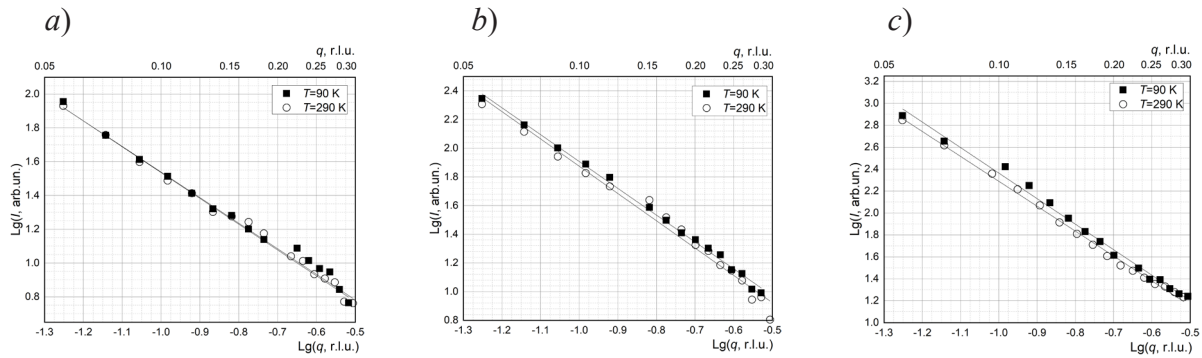 a)
q, r.l.u.
0.05 0.10 0.15 0.20 0.25 0.30
T=90 K
T=290 K
2.0
1.8
1.6
1.4
1.2
1.0
0.8
Lg(I, arb.un.)
-1.3 -1.2 -1.1 -1.0 -0.9 -0.8 -0.7 -0.6 -0.5
Lg(q, r.l.u.)
b)
q, r.l.u.
0.05 0.10 0.15 0.20 0.25 0.30
T=90 K
T=290 K
2.4
2.2
2.0
1.8
1.6
1.4
1.2
1.0
0.8
Lg(I, arb.un.)
-1.3 -1.2 -1.1 -1.0 -0.9 -0.8 -0.7 -0.6 -0.5
Lg(q, r.l.u.)
c)
q, r.l.u.
0.05 0.10 0.15 0.20 0.25 0.30
T=90 K
T=290 K
3.2
3.0
2.8
2.6
2.4
2.2
2.0
1.8
1.6
1.4
1.2
1.0
Lg(I, arb.un.)
-1.3 -1.2 -1.1 -1.0 -0.9 -0.8 -0.7 -0.6 -0.5
Lg(q, r.l.u.)